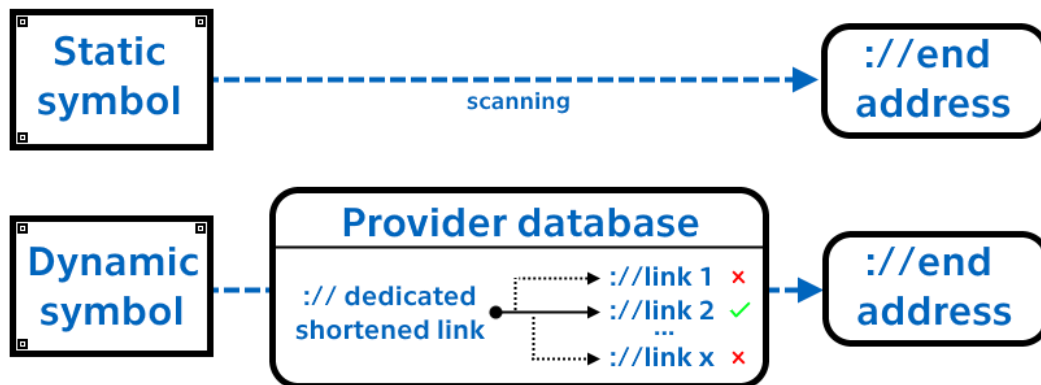 Static
symbol
scanning
://end
address
Dynamic
symbol
Provider database
:// dedicated
shortened link
://link 1 ×
://link 2 ✓
...
://link x ×
://end
address